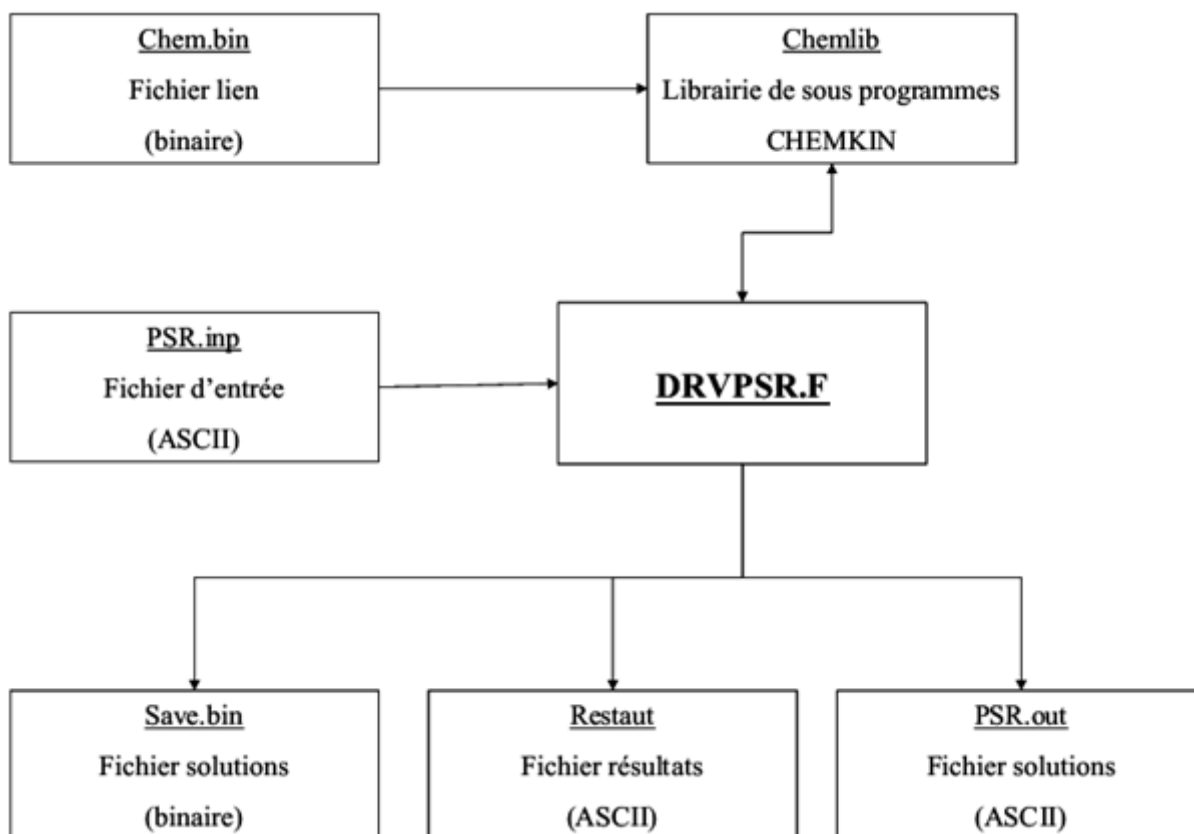 Chem.bin
Fichier lien
(binaire)
Chemlib
Librairie de sous programmes
CHEMKIN
PSR.inp
Fichier d’entrée
(ASCII)
DRVPSR.F
Save.bin
Fichier solutions
(binaire)
Restaut
Fichier résultats
(ASCII)
PSR.out
Fichier solutions
(ASCII)